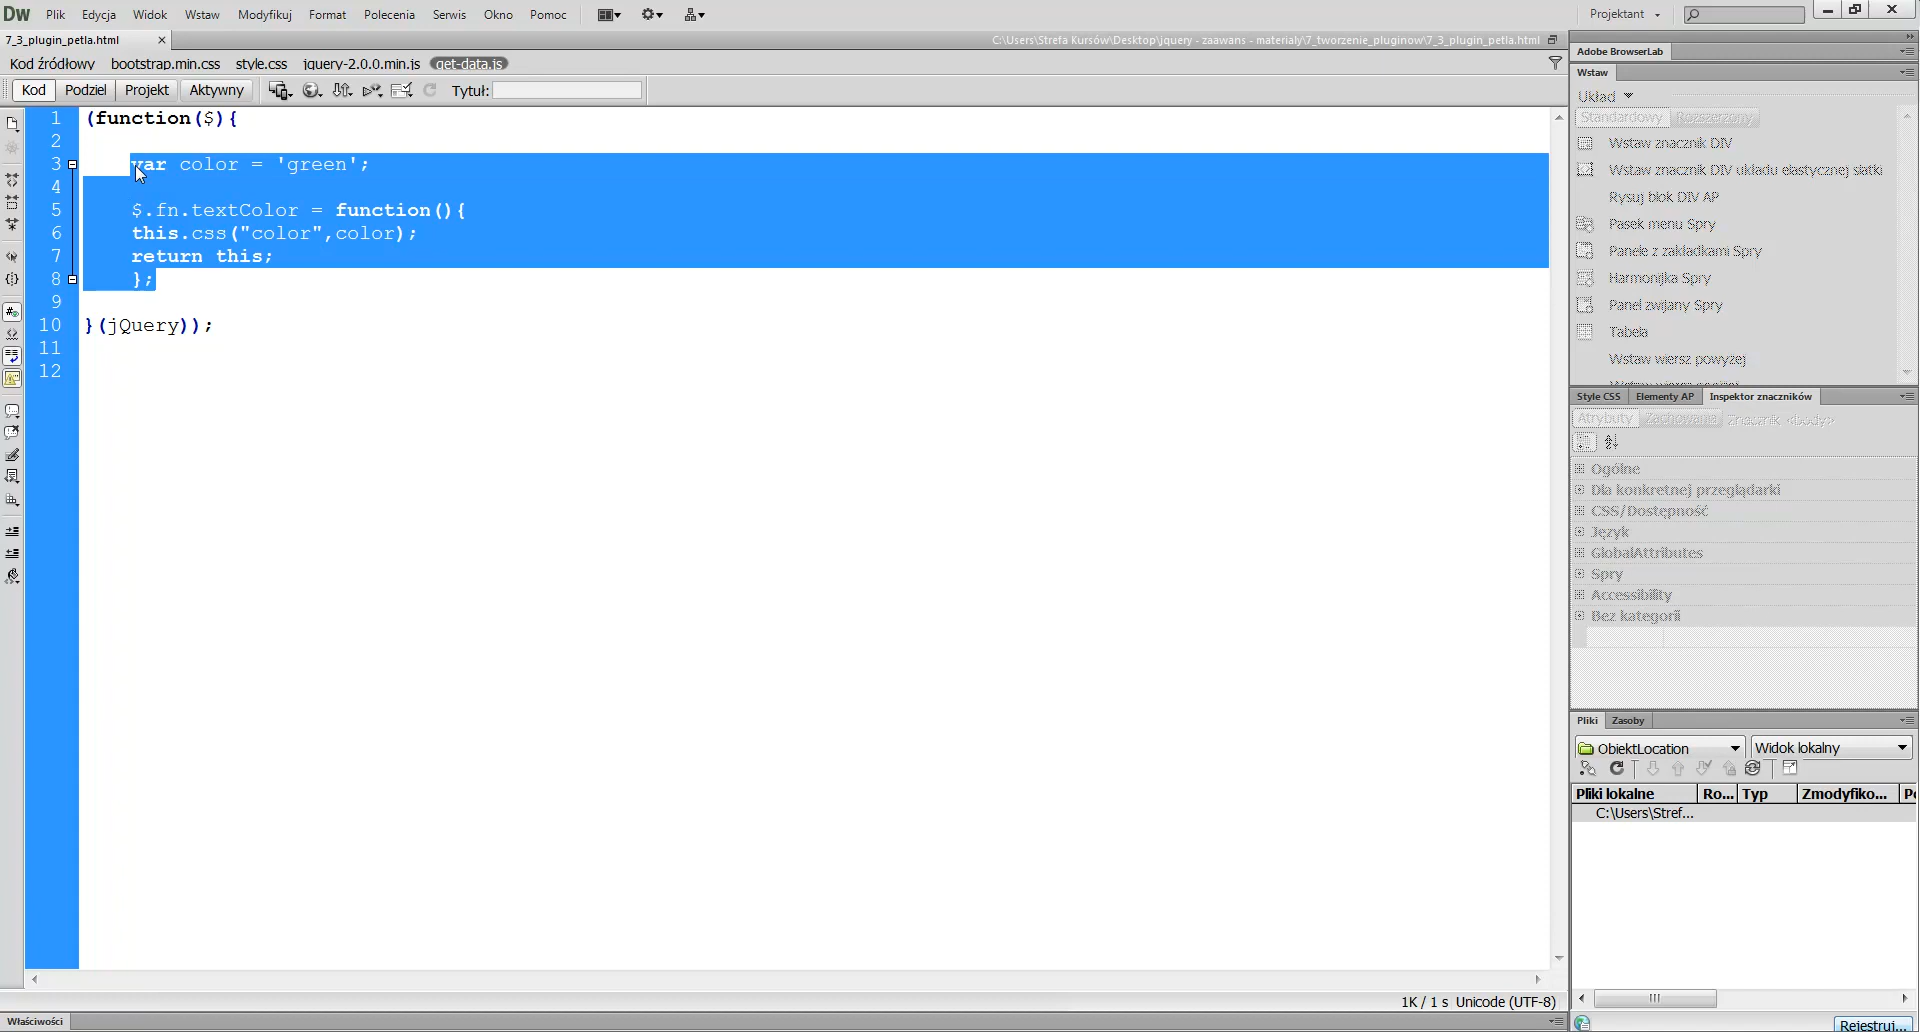 Dw Plik Edycja Widok Wstaw Modyfikuj Format Polecenia Serwis Okno Pomoc Projektant
7_3_plugin_petla.html C:\Users\Strefa Kursów\Desktop\jquery - zaawans - materialy\7_tworzenie_pluginow\7_3_plugin_petla.html
Kod źródłowy bootstrap.min.css style.css jquery-2.0.0.min.js get-data.js
Kod Podziel Projekt Aktywny Tytuł:
1 (function($){
2
3 var color = 'green';
4
5 $.fn.textColor = function(){
6 this.css("color",color);
7 return this;
8 };
9
10 }(jQuery));
11
12
1K / 1 s Unicode (UTF-8)
Właściwości
Adobe BrowserLab
Wstaw
Układ
Standardowy Rozszerzony
Wstaw znacznik DIV
Wstaw znacznik DIV układu elastycznej siatki
Rysuj blok DIV AP
Pasek menu Spry
Panele z zakładkami Spry
Harmonijka Spry
Panel zwijany Spry
Tabela
Wstaw wiersz powyżej
Style CSS Elementy AP Inspektor znaczników
Atrybuty Zachowania Znacznik <body>
Ogólne
Dla konkretnej przeglądarki
CSS/Dostępność
Język
GlobalAttributes
Spry
Accessibility
Bez kategorii
Pliki Zasoby
ObiektLocation Widok lokalny
Pliki lokalne Ro... Typ Zmodyfiko...
C:\Users\Stref...
Rejestruj...